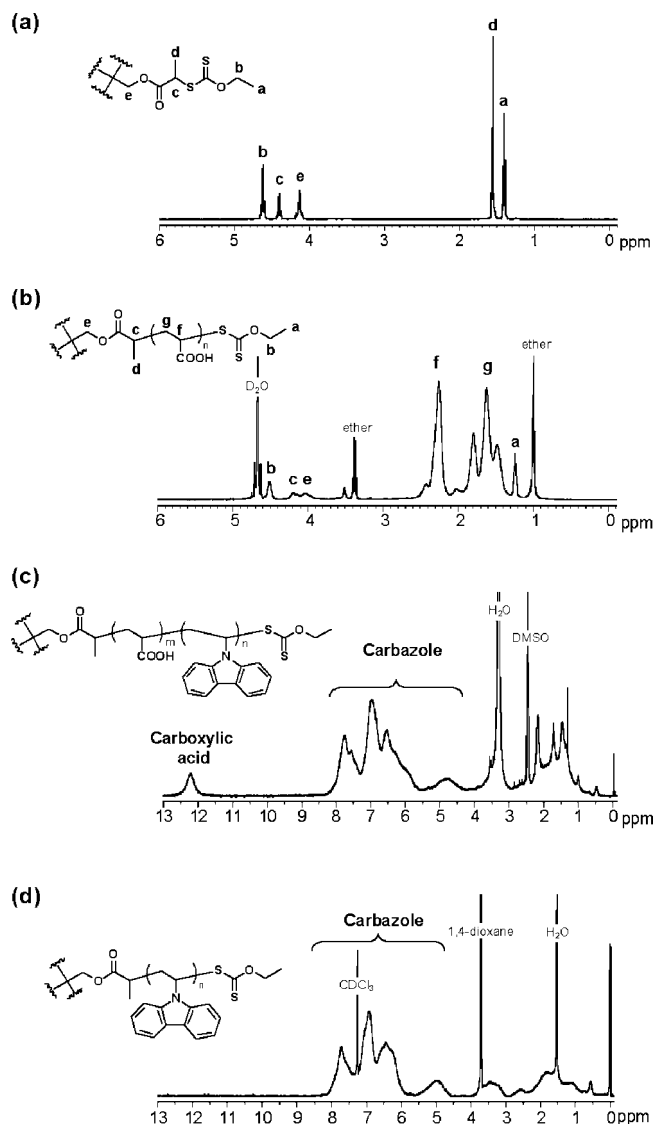 (a)
d
S
b
O
S
O
a
e
c
O
d
a
b
c
e
6 5 4 3 2 1 0 ppm
(b)
e
O
c
g
f
S
O
a
O
n
b
d
COOH
S
D2O
ether
f
g
ether
b
c
e
a
6 5 4 3 2 1 0 ppm
(c)
O
O
m
n
S
O
COOH
N
S
Carbazole
H2O
DMSO
Carboxylic
acid
13 12 11 10 9 8 7 6 5 4 3 2 1 0 ppm
(d)
O
O
n
S
O
N
S
Carbazole
CDCl3
1,4-dioxane
H2O
13 12 11 10 9 8 7 6 5 4 3 2 1 0 ppm